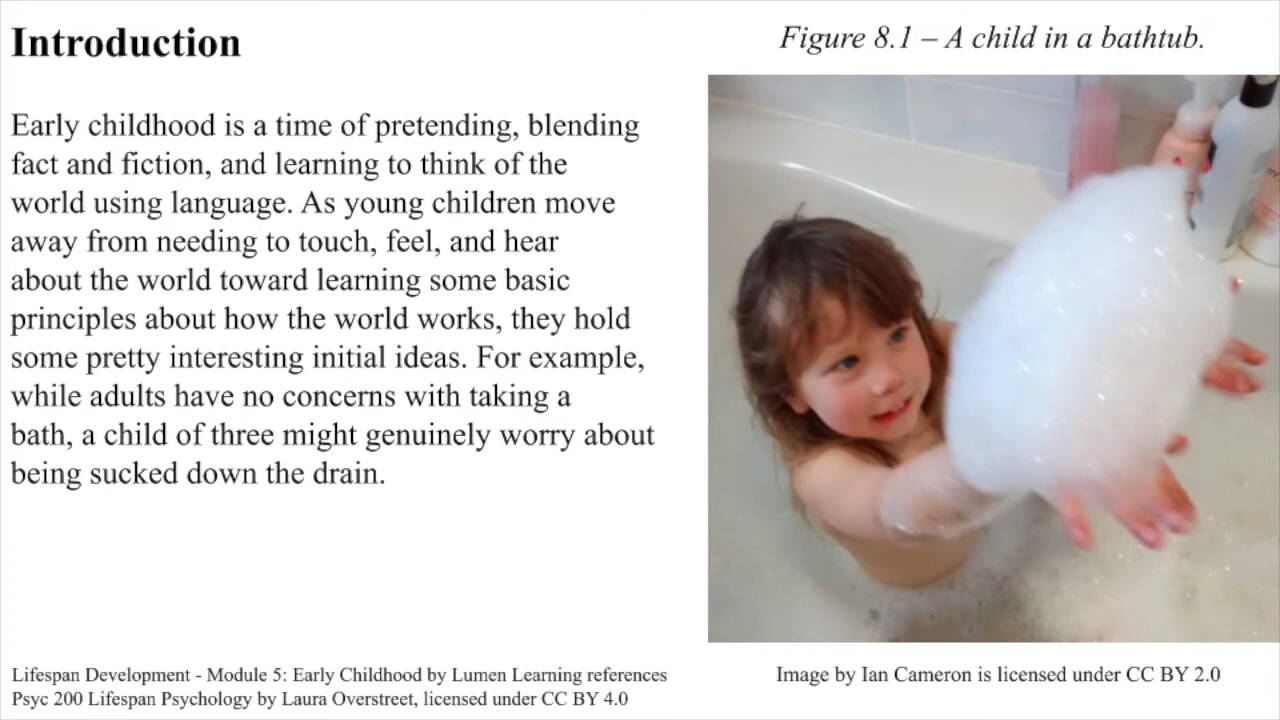 Introduction
Early childhood is a time of pretending, blending
fact and fiction, and learning to think of the
world using language. As young children move
away from needing to touch, feel, and hear
about the world toward learning some basic
principles about how the world works, they hold
some pretty interesting initial ideas. For example,
while adults have no concerns with taking a
bath, a child of three might genuinely worry about
being sucked down the drain.
Lifespan Development - Module 5: Early Childhood by Lumen Learning references
Psyc 200 Lifespan Psychology by Laura Overstreet, licensed under CC BY 4.0
Figure 8.1 – A child in a bathtub.
Image by Ian Cameron is licensed under CC BY 2.0